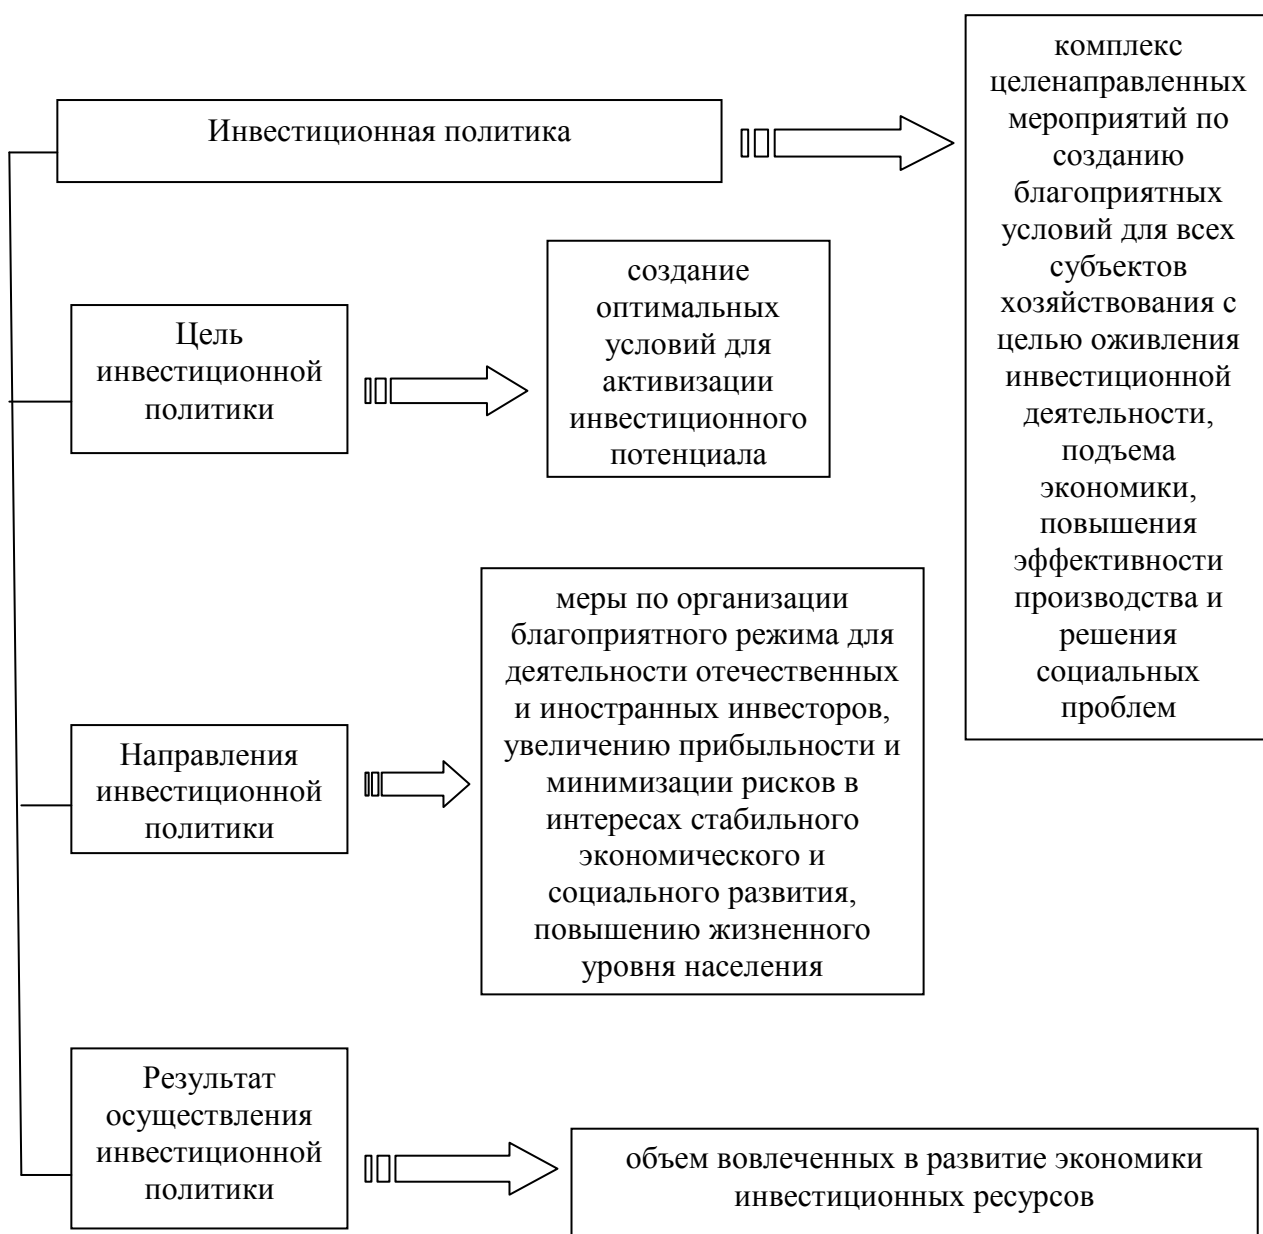 Инвестиционная политика
комплекс
целенаправленных
мероприятий по
созданию
благоприятных
условий для всех
субъектов
хозяйствования с
целью оживления
инвестиционной
деятельности,
подъема
экономики,
повышения
эффективности
производства и
решения
социальных
проблем
Цель
инвестиционной
политики
создание
оптимальных
условий для
активизации
инвестиционного
потенциала
Направления
инвестиционной
политики
меры по организации
благоприятного режима для
деятельности отечественных
и иностранных инвесторов,
увеличению прибыльности и
минимизации рисков в
интересах стабильного
экономического и
социального развития,
повышению жизненного
уровня населения
Результат
осуществления
инвестиционной
политики
объем вовлеченных в развитие экономики
инвестиционных ресурсов